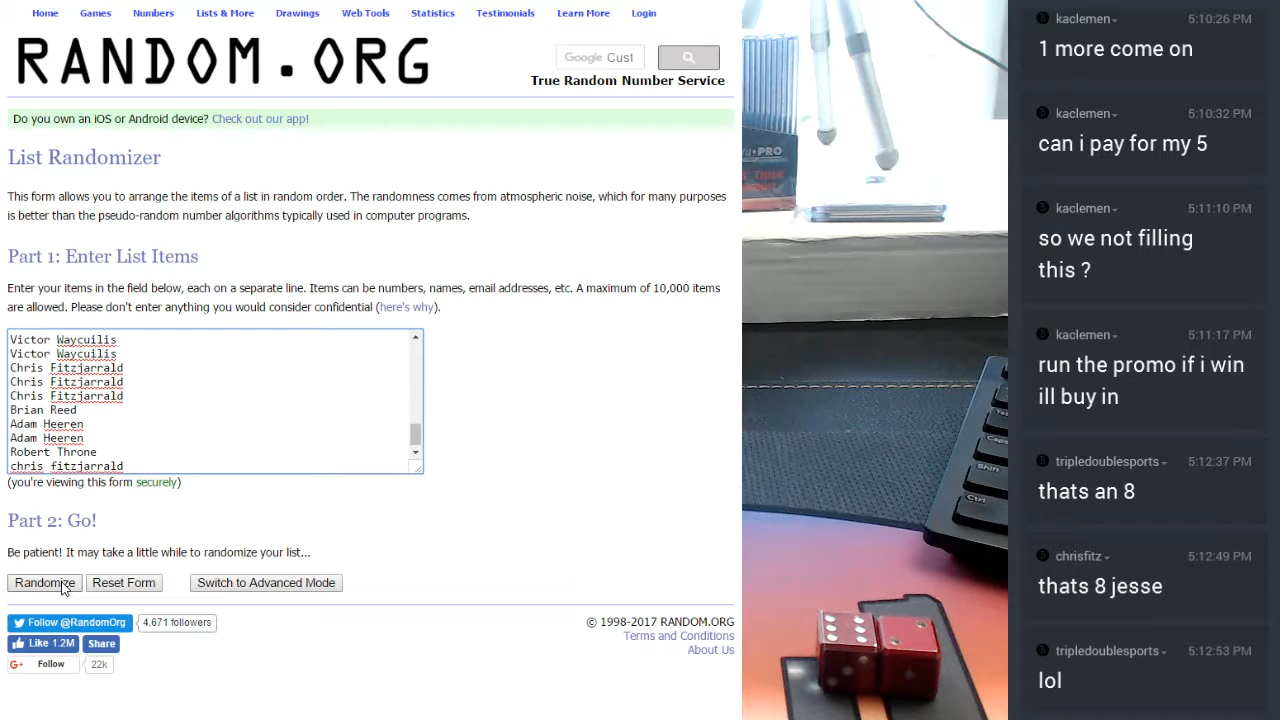 Home Games Numbers Lists & More Drawings Web Tools Statistics Testimonials Learn More Login
RANDOM.ORG
Google Cust
True Random Number Service
Do you own an iOS or Android device? Check out our app!
List Randomizer
This form allows you to arrange the items of a list in random order. The randomness comes from atmospheric noise, which for many purposes
is better than the pseudo-random number algorithms typically used in computer programs.
Part 1: Enter List Items
Enter your items in the field below, each on a separate line. Items can be numbers, names, email addresses, etc. A maximum of 10,000 items
are allowed. Please don't enter anything you would consider confidential (here's why).
Victor Waycuilis
Victor Waycuilis
Chris Fitzjarrald
Chris Fitzjarrald
Chris Fitzjarrald
Brian Reed
Adam Heeren
Adam Heeren
Robert Throne
chris fitzjarrald
(you're viewing this form securely)
Part 2: Go!
Be patient! It may take a little while to randomize your list...
Randomize Reset Form Switch to Advanced Mode
Follow @RandomOrg 4,671 followers
Like 1.2M Share
G+ Follow 22k
© 1998-2017 RANDOM.ORG
Terms and Conditions
About Us
PRO
Shift
Ctrl
kaclemen 5:10:26 PM
1 more come on
kaclemen 5:10:32 PM
can i pay for my 5
kaclemen 5:11:10 PM
so we not filling
this ?
kaclemen 5:11:17 PM
run the promo if i win
ill buy in
tripledoublesports 5:12:37 PM
thats an 8
chrisfitz 5:12:49 PM
thats 8 jesse
tripledoublesports 5:12:53 PM
lol